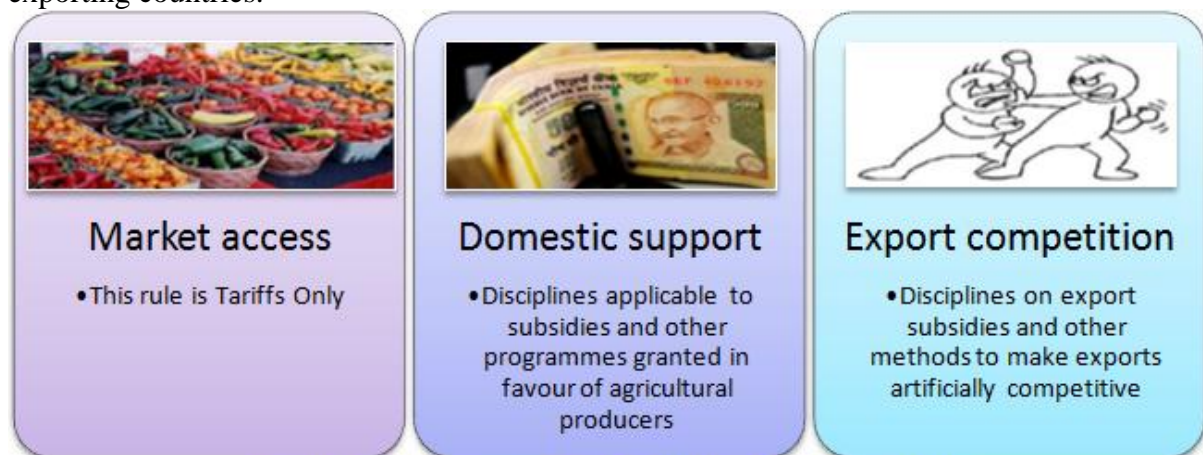 exporting countries.
Market access
•This rule is Tariffs Only
Domestic support
•Disciplines applicable to
subsidies and other
programmes granted in
favour of agricultural
producers
Export competition
•Disciplines on export
subsidies and other
methods to make exports
artificially competitive